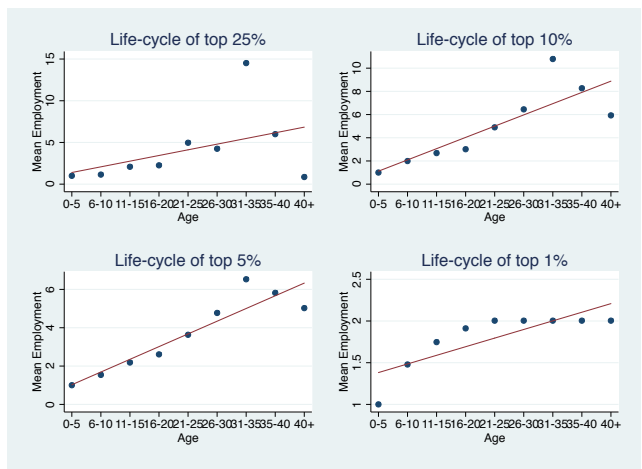 Life-cycle of top 25%
Mean Employment
15
10
5
0
0-5 6-10 11-15 16-20 21-25 26-30 31-35 35-40 40+
Age
Life-cycle of top 10%
Mean Employment
10
8
6
4
2
0
0-5 6-10 11-15 16-20 21-25 26-30 31-35 35-40 40+
Age
Life-cycle of top 5%
Mean Employment
6
4
2
0
0-5 6-10 11-15 16-20 21-25 26-30 31-35 35-40 40+
Age
Life-cycle of top 1%
Mean Employment
2.5
2
1.5
1
0-5 6-10 11-15 16-20 21-25 26-30 31-35 35-40 40+
Age